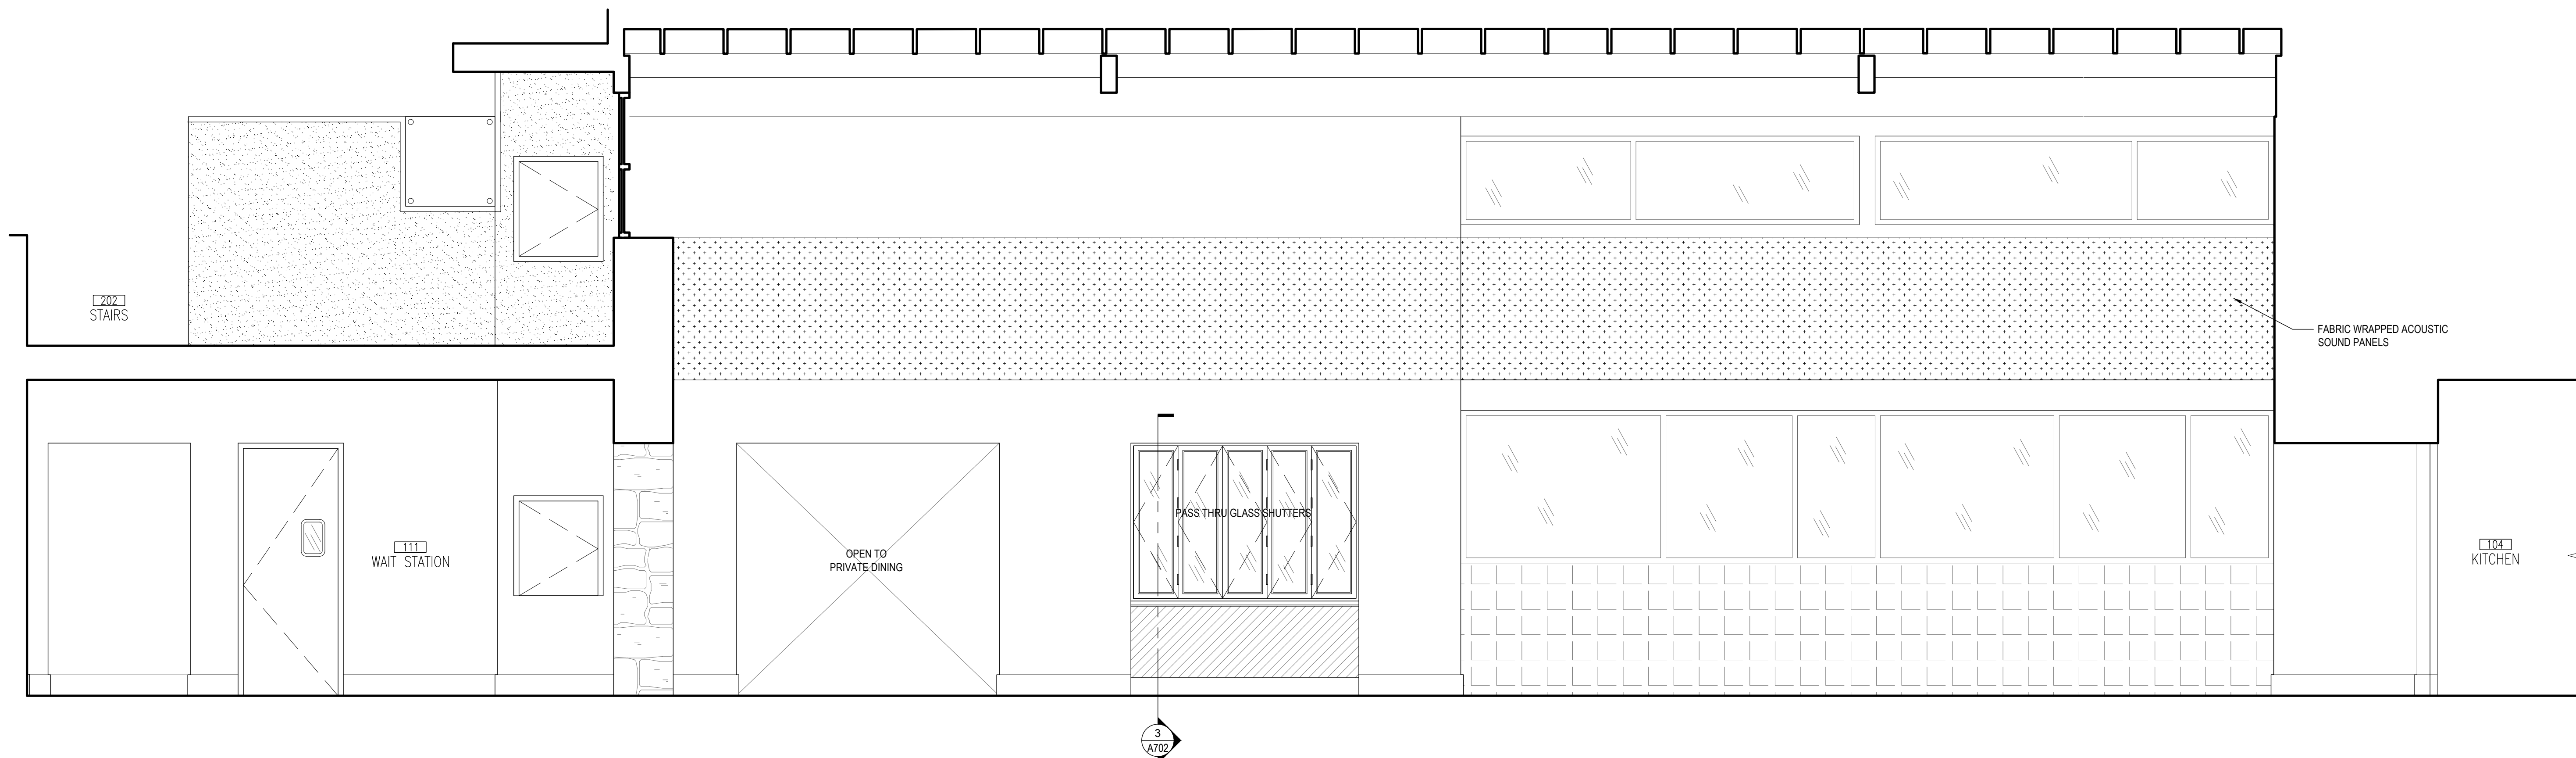 202
STAIRS
FABRIC WRAPPED ACOUSTIC
SOUND PANELS
111
WAIT STATION
OPEN TO
PRIVATE DINING
PASS THRU GLASS SHUTTERS
104
KITCHEN
3
A702